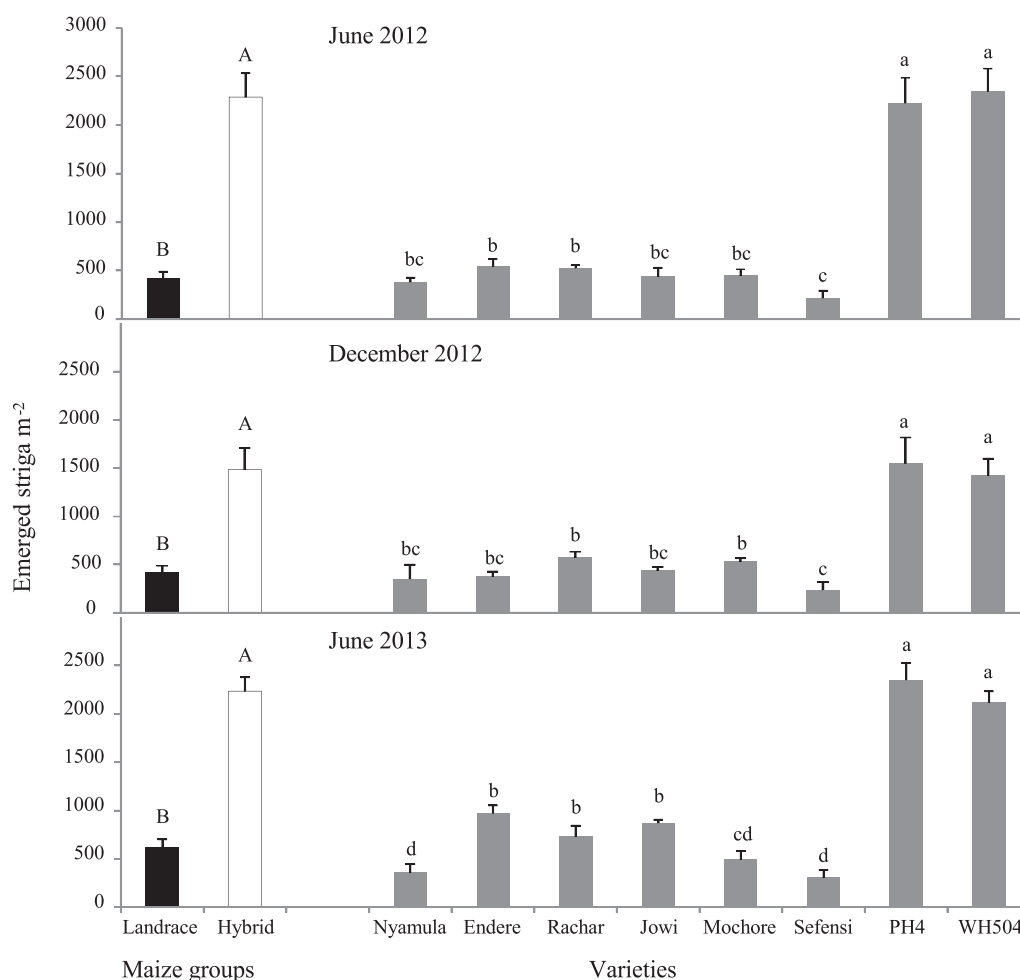 June 2012
3000
2500
2000
1500
1000
500
0
B
A
bc
b
b
bc
bc
c
a
a
December 2012
2500
2000
1500
1000
500
0
B
A
bc
bc
b
bc
b
c
a
a
June 2013
2500
2000
1500
1000
500
0
B
A
d
b
b
b
cd
d
a
a
Emerged striga m⁻²
Landrace Hybrid Nyamula Endere Rachar Jowi Mochore Sefensi PH4 WH504
Maize groups Varieties